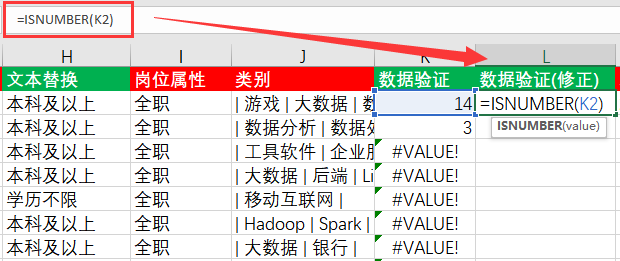 =ISNUMBER(K2)
H I J K L
文本替换 岗位属性 类别 数据验证 数据验证(修正)
本科及以上 全职 | 游戏 | 大数据 | 数 14 =ISNUMBER(K2)
本科及以上 全职 | 数据分析 | 数据处 3 ISNUMBER(value)
本科及以上 全职 | 工具软件 | 企业服 #VALUE!
本科及以上 全职 | 大数据 | 后端 | Li #VALUE!
学历不限 全职 | 移动互联网 | #VALUE!
本科及以上 全职 | Hadoop | Spark | #VALUE!
本科及以上 全职 | 大数据 | 银行 | #VALUE!